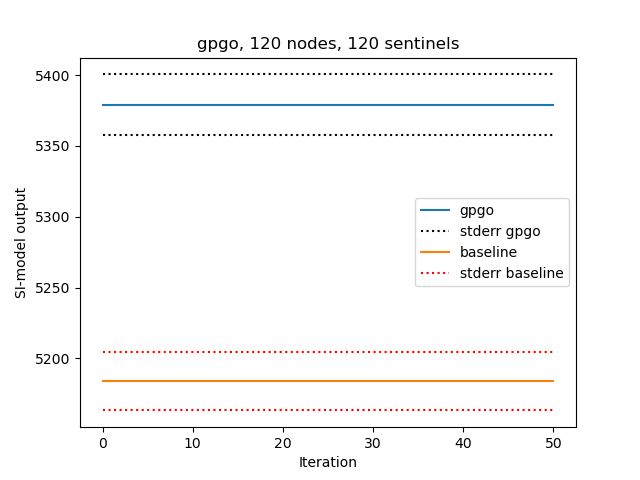 gpgo, 120 nodes, 120 sentinels
5400
5350
5300
5250
5200
SI-model output
gpgo
stderr gpgo
baseline
stderr baseline
0 10 20 30 40 50
Iteration